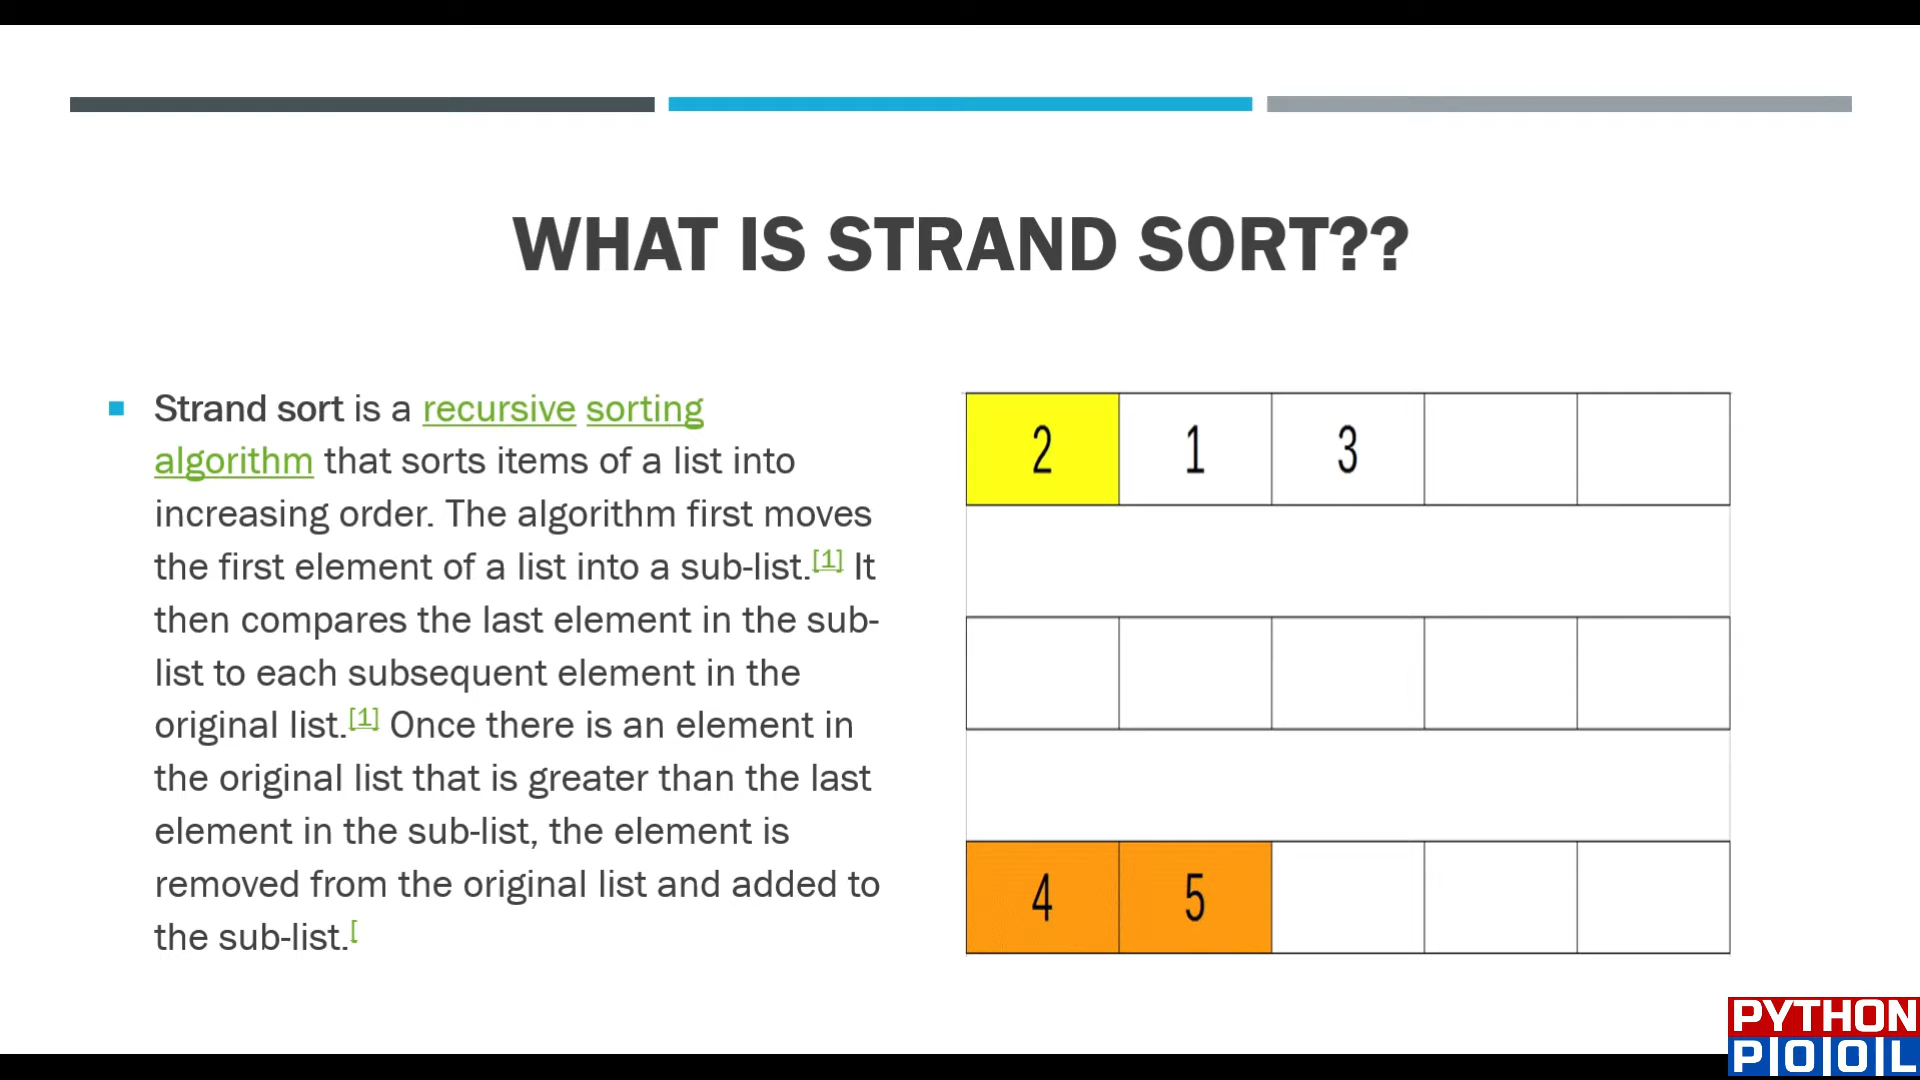 WHAT IS STRAND SORT??
Strand sort is a recursive sorting
algorithm that sorts items of a list into
increasing order. The algorithm first moves
the first element of a list into a sub-list.[1] It
then compares the last element in the sub-
list to each subsequent element in the
original list.[1] Once there is an element in
the original list that is greater than the last
element in the sub-list, the element is
removed from the original list and added to
the sub-list.[
2 1 3
4 5
PYTHON
P|O|O|L